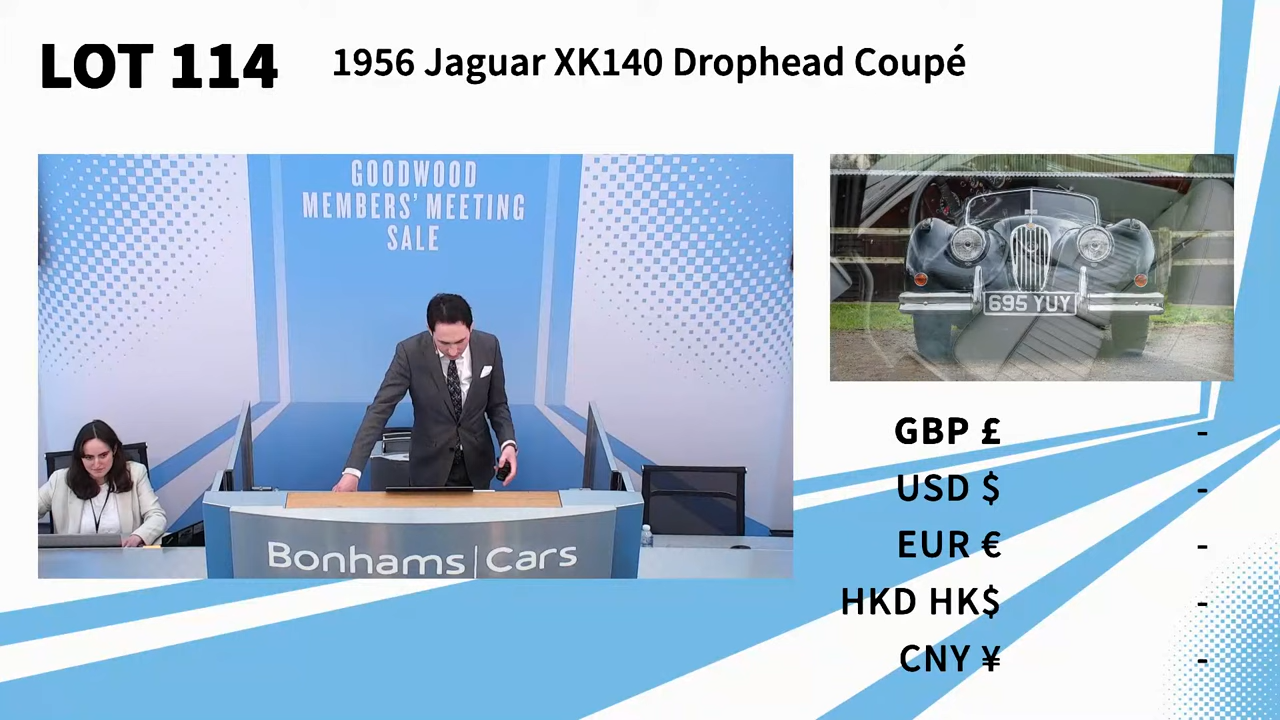 LOT 114
1956 Jaguar XK140 Drophead Coupé
GOODWOOD
MEMBERS' MEETING
SALE
695 YUY
Bonhams|Cars
GBP £ -
USD $ -
EUR € -
HKD HK$ -
CNY ¥ -